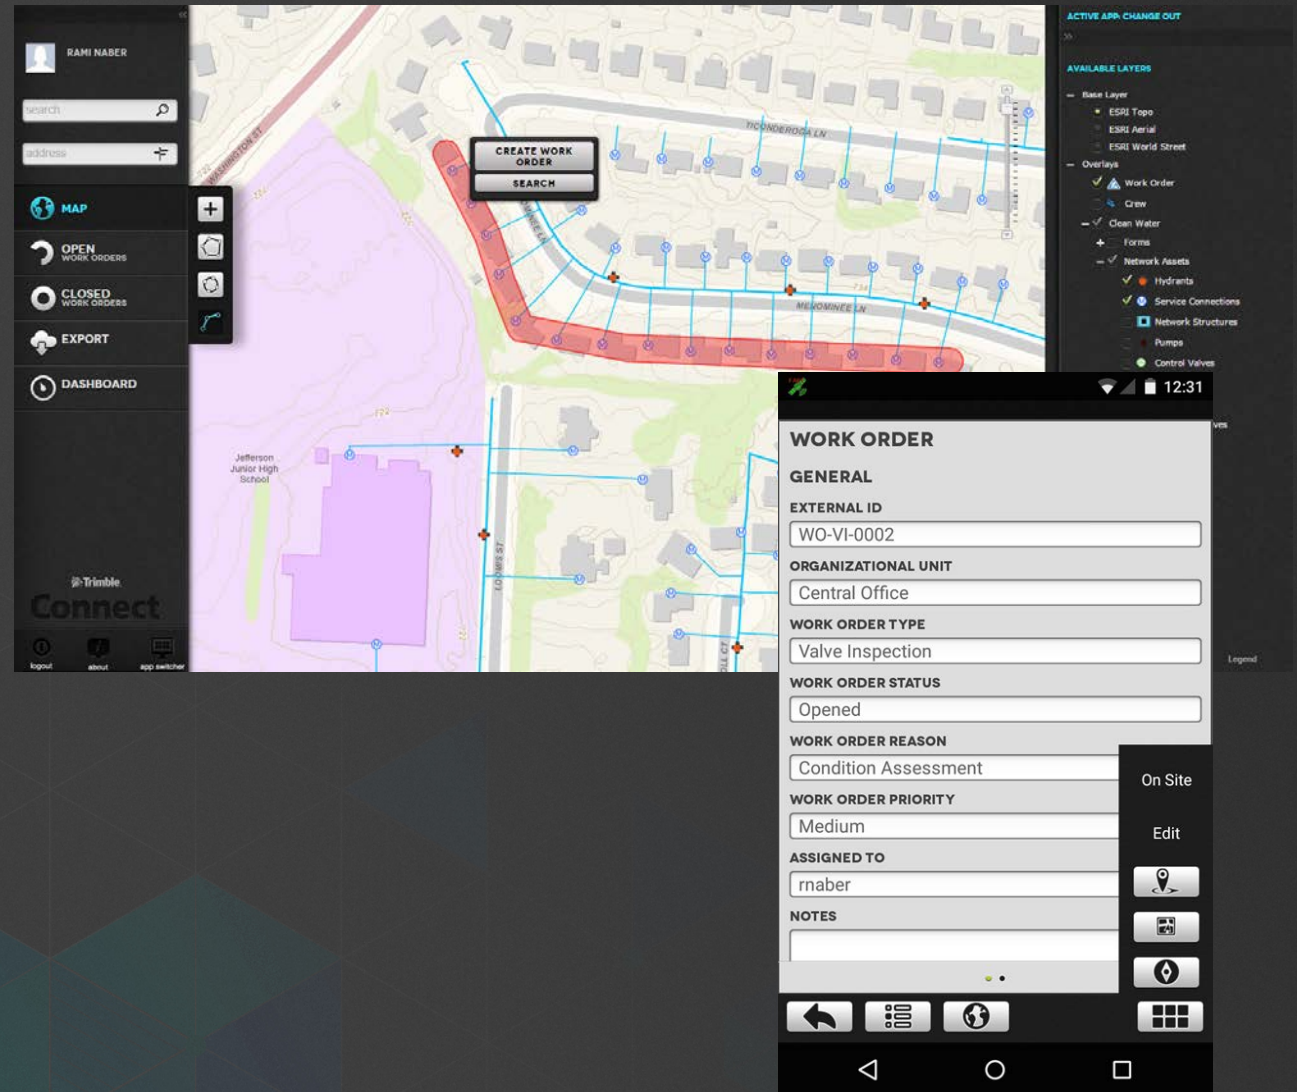 RAMI NABER
search
address
MAP
OPEN
WORK ORDERS
CLOSED
WORK ORDERS
EXPORT
DASHBOARD
Trimble
Connect
logout
about
app switcher
WASHINGTON ST
CREATE WORK
ORDER
SEARCH
TICONDEROGA LN
MENOMINEE LN
734
724
Jefferson
Junior High
School
LOOMIS ST
ACTIVE APP: CHANGE OUT
AVAILABLE LAYERS
Base Layer
ESRI Topo
ESRI Aerial
ESRI World Street
Overlays
Work Order
Crew
Clean Water
Forms
Network Assets
Hydrants
Service Connections
Network Structures
Pumps
Control Valves
ves
Legend
12:31
WORK ORDER
GENERAL
EXTERNAL ID
WO-VI-0002
ORGANIZATIONAL UNIT
Central Office
WORK ORDER TYPE
Valve Inspection
WORK ORDER STATUS
Opened
WORK ORDER REASON
Condition Assessment
WORK ORDER PRIORITY
Medium
ASSIGNED TO
rnaber
NOTES
On Site
Edit